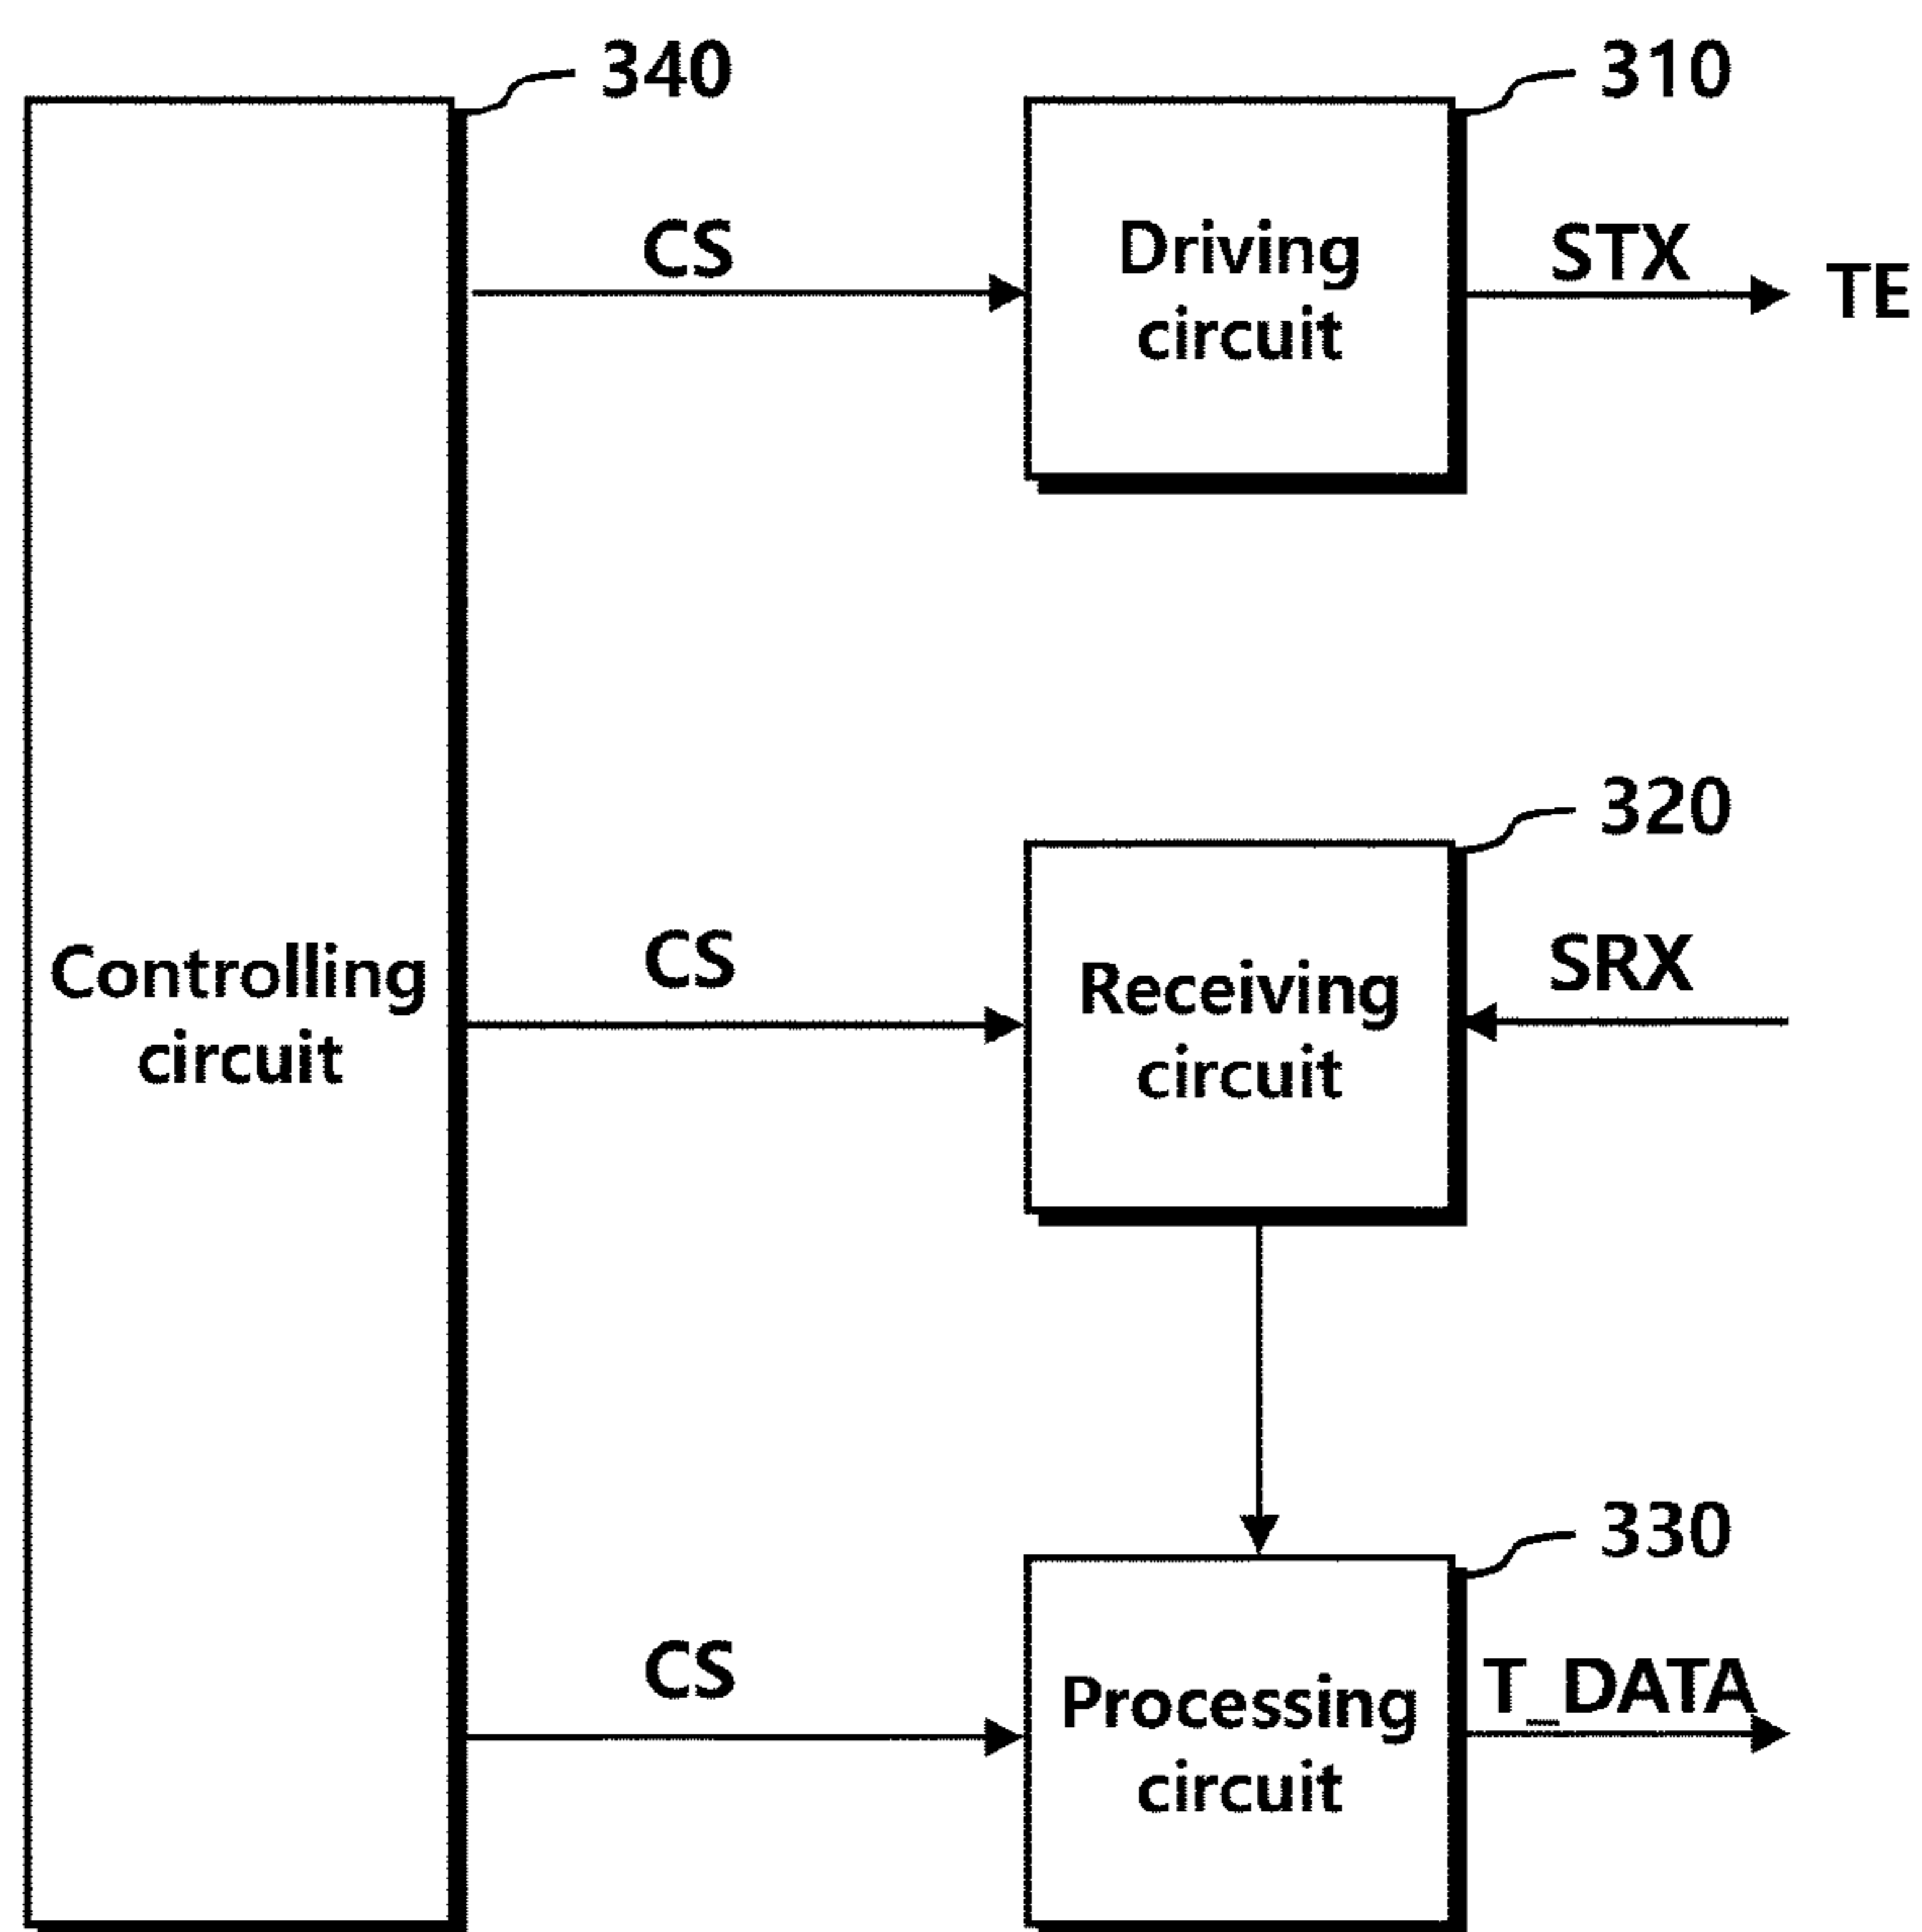 340
310
CS
Driving
circuit
STX
TE
320
Controlling
circuit
CS
Receiving
circuit
SRX
330
CS
Processing
circuit
T_DATA